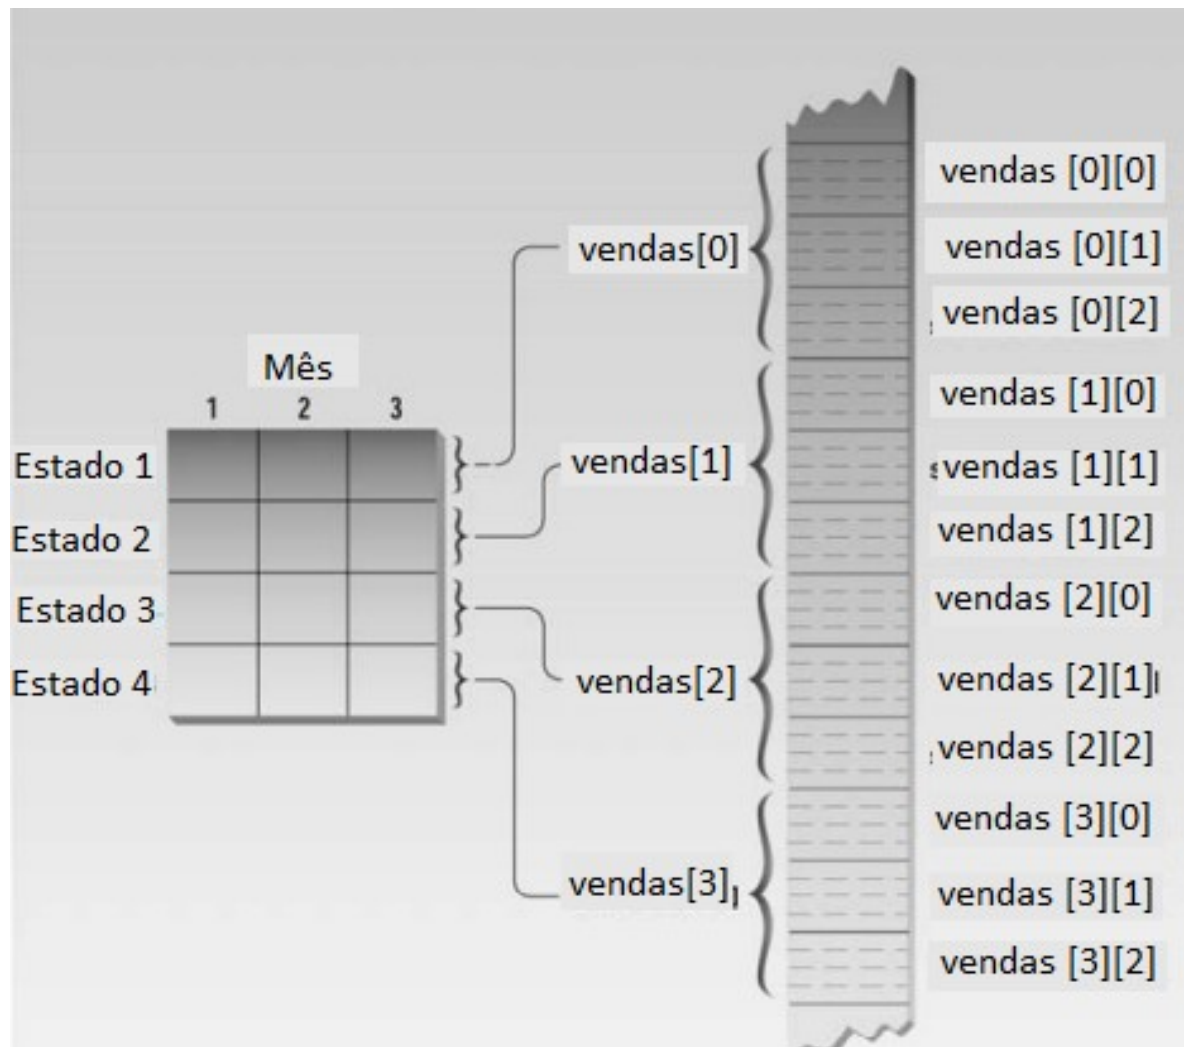 vendas [0][0]
vendas[0]
vendas [0][1]
vendas [0][2]
Mês
1 2 3
vendas [1][0]
Estado 1
vendas[1]
vendas [1][1]
Estado 2
vendas [1][2]
Estado 3
vendas [2][0]
Estado 4
vendas[2]
vendas [2][1]
vendas [2][2]
vendas [3][0]
vendas[3]
vendas [3][1]
vendas [3][2]